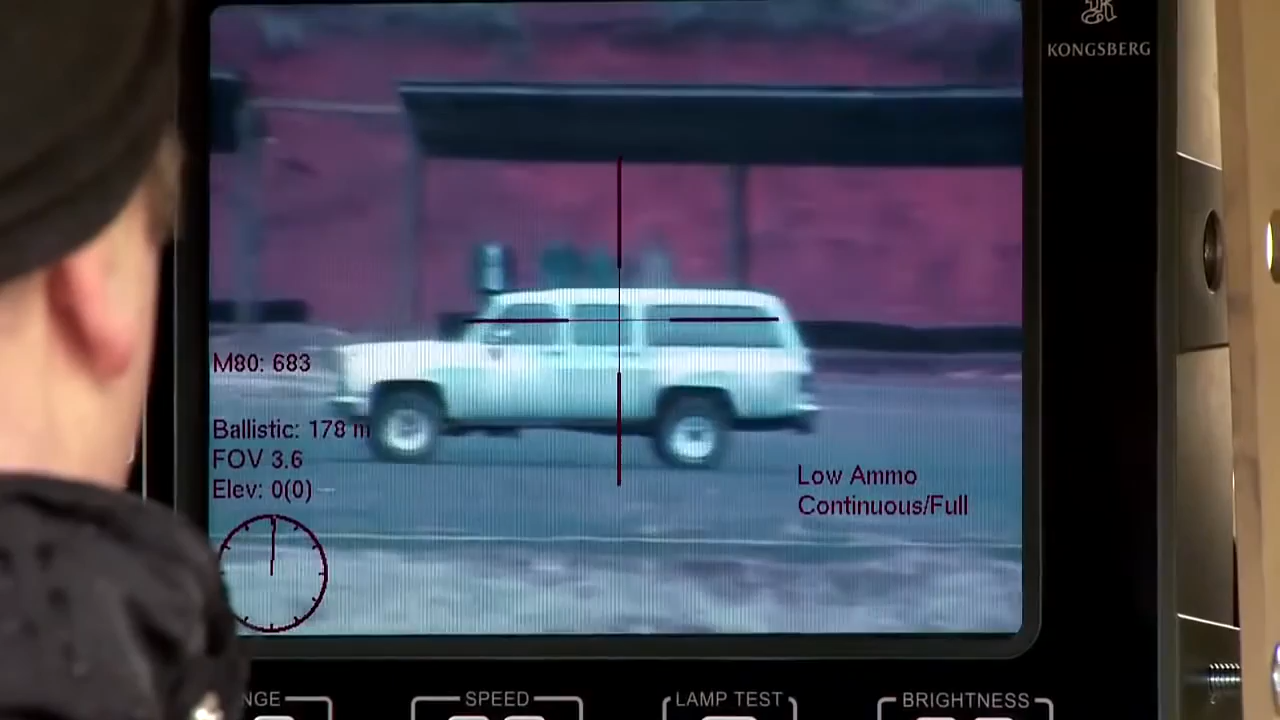 KONGSBERG
M80: 683
Ballistic: 178 m
FOV 3.6
Elev: 0(0)
Low Ammo
Continuous/Full
NGE
SPEED
LAMP TEST
BRIGHTNESS